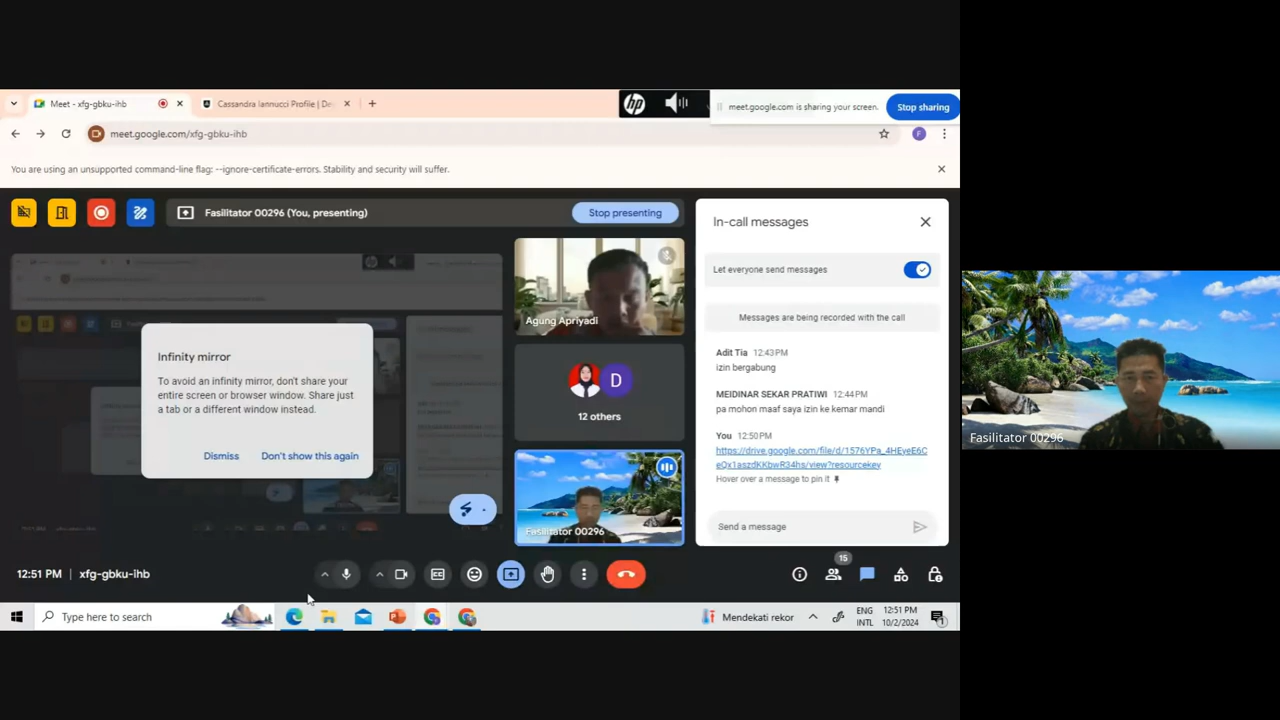 Meet - xfg-gbku-ihb
Cassandra Iannucci Profile | De
hp
meet.google.com is sharing your screen.
Stop sharing
meet.google.com/xfg-gbku-ihb
F
You are using an unsupported command-line flag: --ignore-certificate-errors. Stability and security will suffer.
Fasilitator 00296 (You, presenting)
Stop presenting
In-call messages
Let everyone send messages
Messages are being recorded with the call
Agung Apriyadi
Infinity mirror
To avoid an infinity mirror, don't share your
entire screen or browser window. Share just
a tab or a different window instead.
Dismiss
Don't show this again
D
12 others
Adit Tia 12:43PM
izin bergabung
MEIDINAR SEKAR PRATIWI 12:44PM
pa mohon maaf saya izin ke kemar mandi
You 12:50PM
https://drive.google.com/file/d/1576YPa_4HEyeE6C
eQx1aszdKKbwR34hs/view?resourcekey
Hover over a message to pin it
Fasilitator 00296
Send a message
Fasilitator 00296
12:51 PM | xfg-gbku-ihb
15
Type here to search
Mendekati rekor
ENG
INTL
12:51 PM
10/2/2024
1